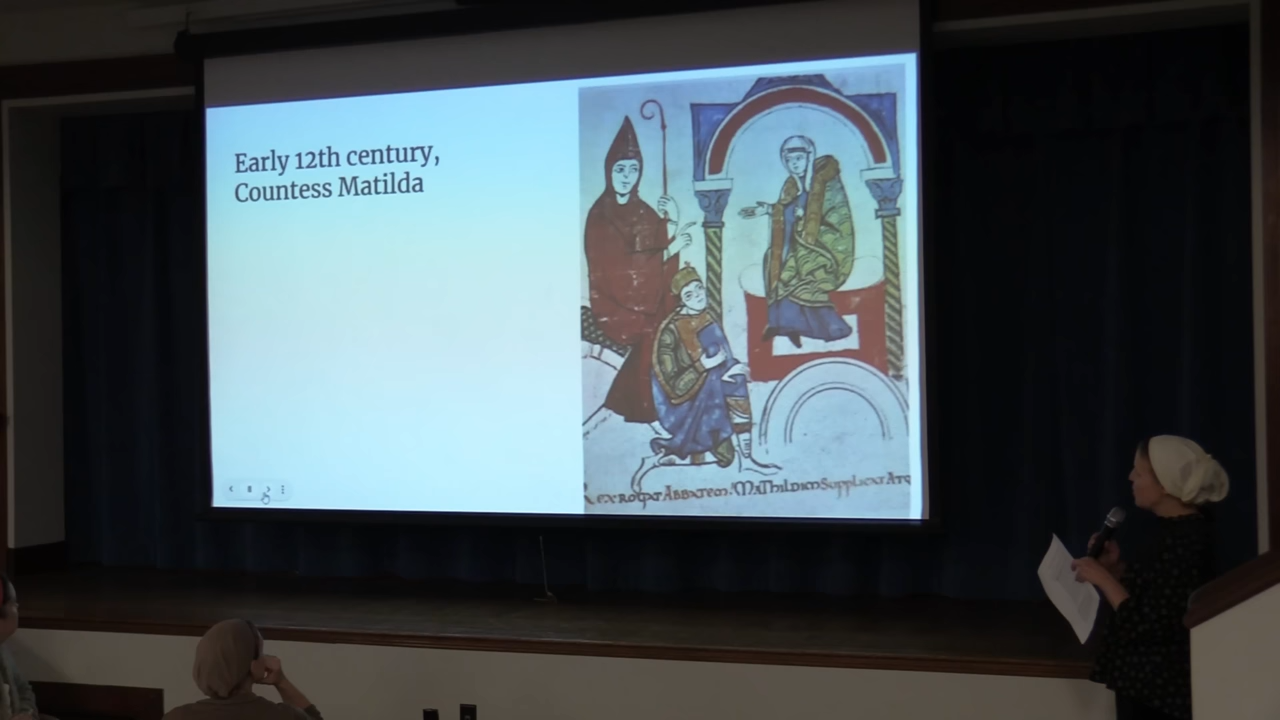 Early 12th century,
Countess Matilda
Rex rogat Abbatem. Mathildim Supplicat Atq